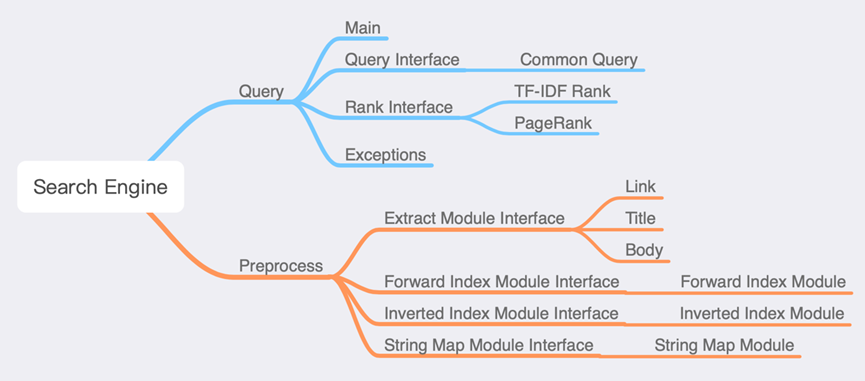 Search Engine
Query
Main
Query Interface
Common Query
Rank Interface
TF-IDF Rank
PageRank
Exceptions
Preprocess
Extract Module Interface
Link
Title
Body
Forward Index Module Interface
Forward Index Module
Inverted Index Module Interface
Inverted Index Module
String Map Module Interface
String Map Module